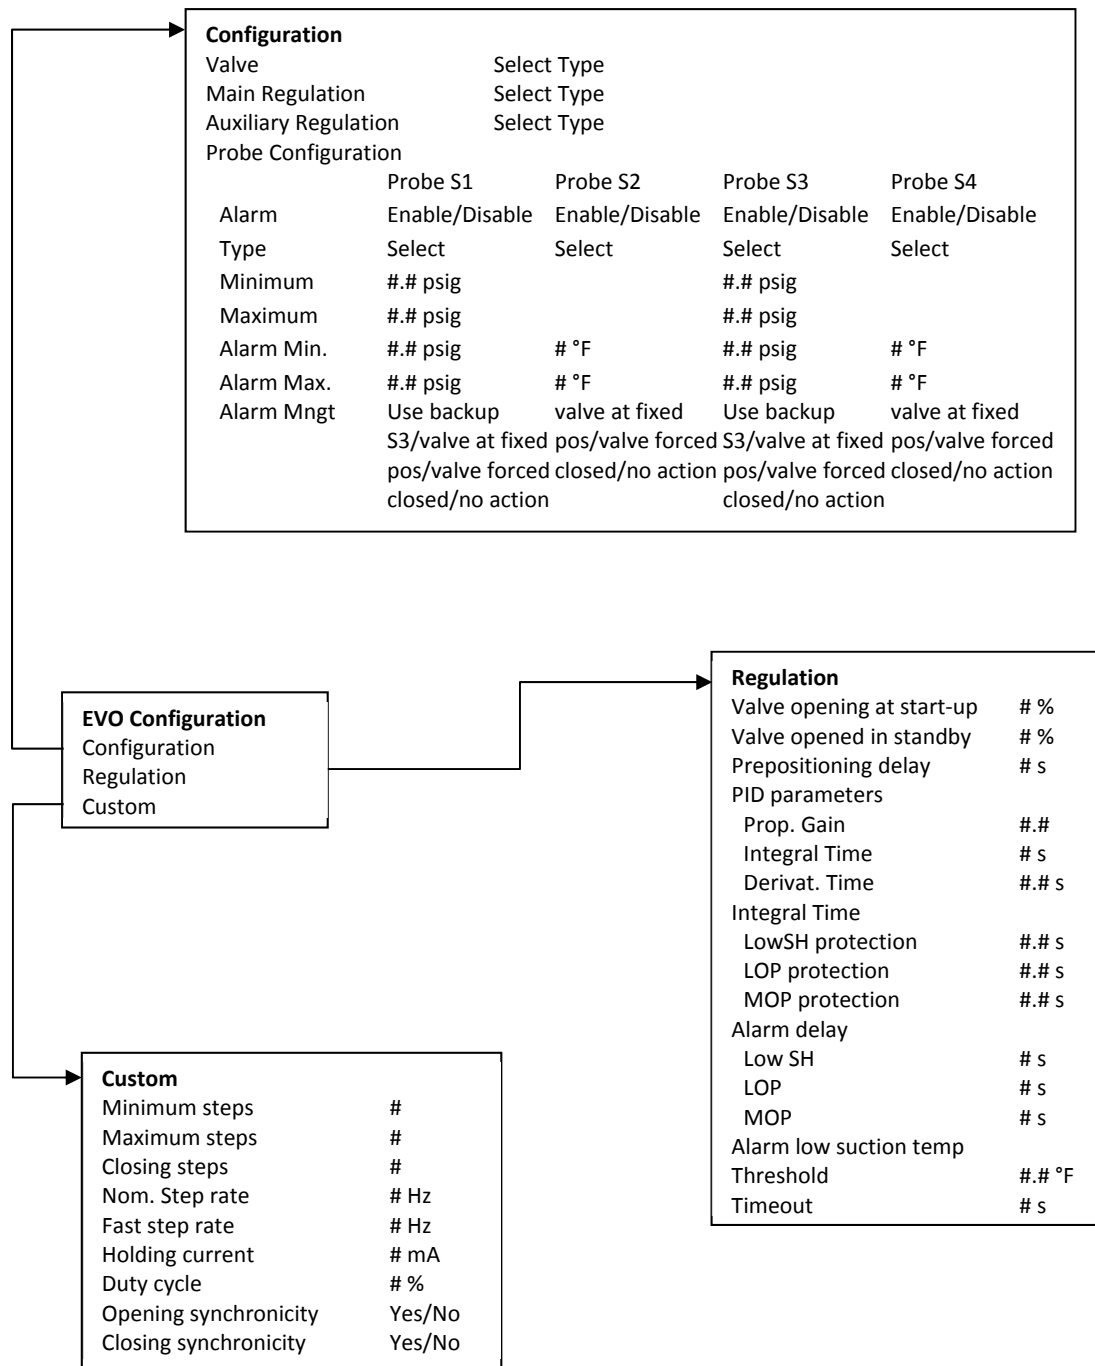 Configuration
Valve Select Type
Main Regulation Select Type
Auxiliary Regulation Select Type
Probe Configuration
Probe S1 Probe S2 Probe S3 Probe S4
Alarm Enable/Disable Enable/Disable Enable/Disable Enable/Disable
Type Select Select Select Select
Minimum #.# psig #.# psig
Maximum #.# psig #.# psig
Alarm Min. #.# psig # °F #.# psig # °F
Alarm Max. #.# psig # °F #.# psig # °F
Alarm Mngt Use backup valve at fixed Use backup valve at fixed
S3/valve at fixed pos/valve forced S3/valve at fixed pos/valve forced
pos/valve forced closed/no action pos/valve forced closed/no action
closed/no action closed/no action
EVO Configuration
Configuration
Regulation
Custom
Regulation
Valve opening at start-up # %
Valve opened in standby # %
Prepositioning delay # s
PID parameters
Prop. Gain #.#
Integral Time # s
Derivat. Time #.# s
Integral Time
LowSH protection #.# s
LOP protection #.# s
MOP protection #.# s
Alarm delay
Low SH # s
LOP # s
MOP # s
Alarm low suction temp
Threshold #.# °F
Timeout # s
Custom
Minimum steps #
Maximum steps #
Closing steps #
Nom. Step rate # Hz
Fast step rate # Hz
Holding current # mA
Duty cycle # %
Opening synchronicity Yes/No
Closing synchronicity Yes/No